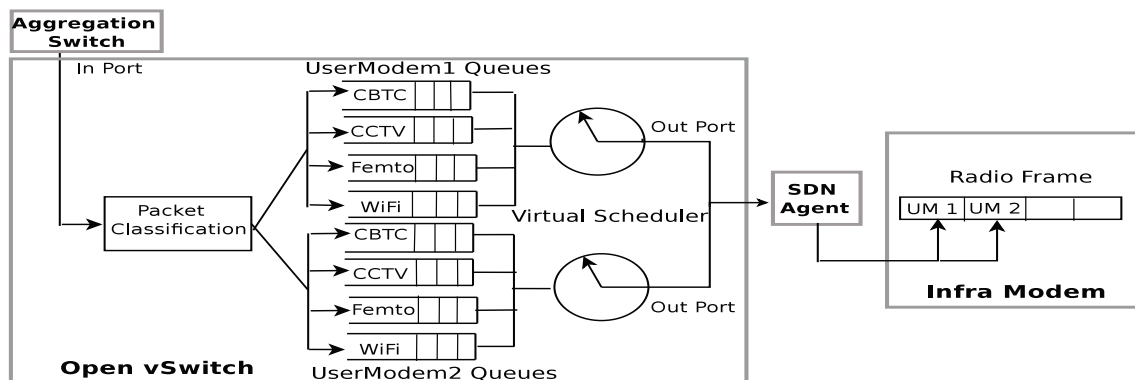 Aggregation
Switch
In Port
UserModem1 Queues
CBTC
CCTV
Femto
WiFi
Packet
Classification
CBTC
CCTV
Femto
WiFi
UserModem2 Queues
Open vSwitch
Out Port
Virtual Scheduler
Out Port
SDN
Agent
Radio Frame
UM 1 UM 2
Infra Modem